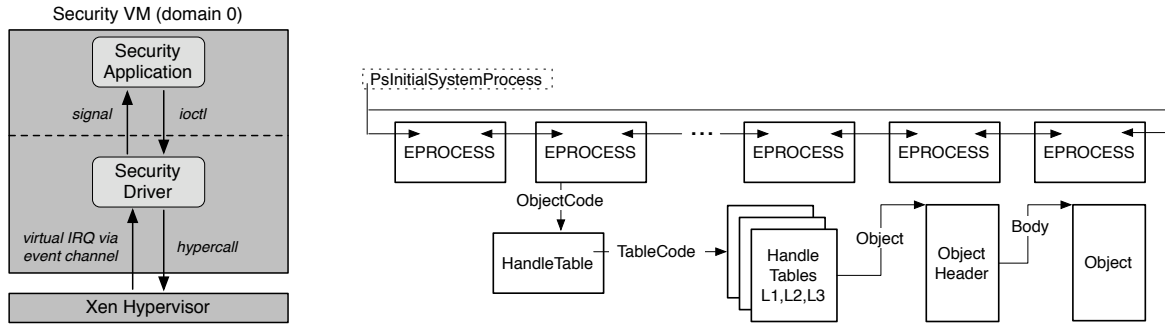 Security VM (domain 0)
Security
Application
signal
ioctl
Security
Driver
virtual IRQ via
event channel
hypercall
Xen Hypervisor
PsInitialSystemProcess
EPROCESS
EPROCESS
...
EPROCESS
EPROCESS
EPROCESS
ObjectCode
HandleTable
TableCode
Handle
Tables
L1,L2,L3
Object
Object
Header
Body
Object